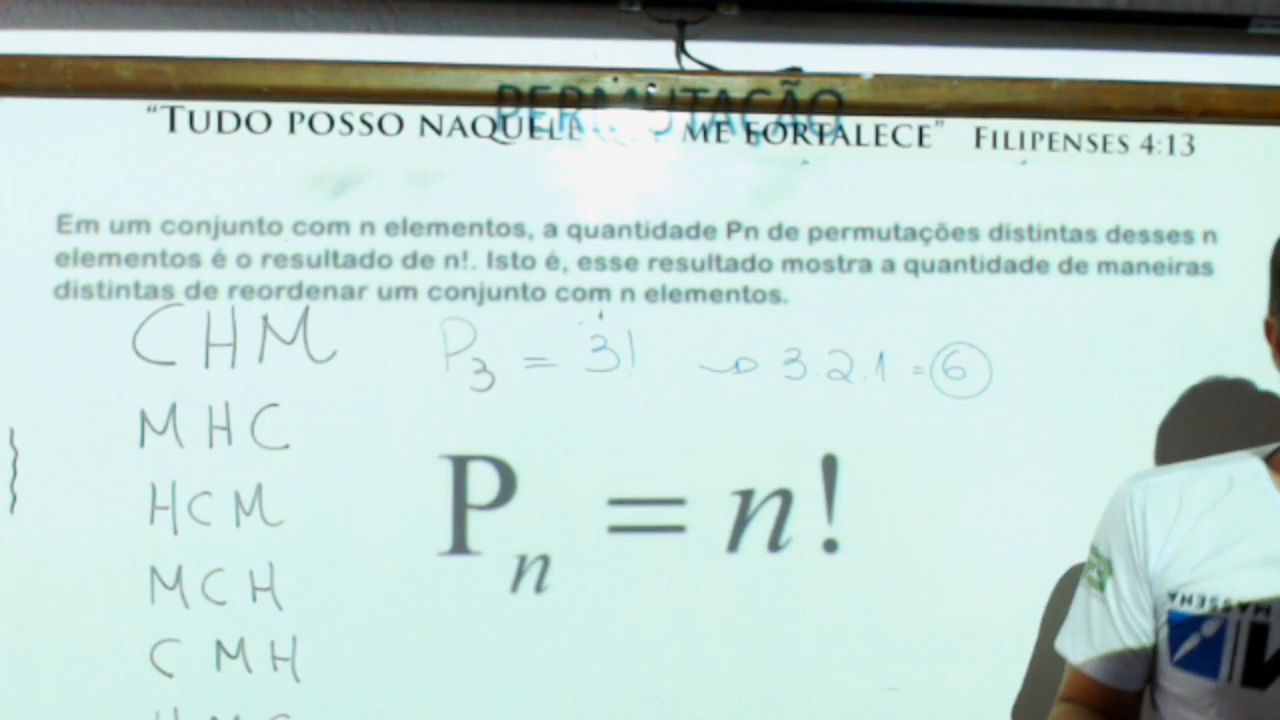 PERMUTAÇÃO
“TUDO POSSO NAQUELE ME FORTALECE” FILIPENSES 4:13
Em um conjunto com n elementos, a quantidade Pn de permutações distintas desses n
elementos é o resultado de n!. Isto é, esse resultado mostra a quantidade de maneiras
distintas de reordenar um conjunto com n elementos.
CHM
P3 = 3! → 3.2.1 = 6
MHC
HCM
Pn = n!
MCH
CMH